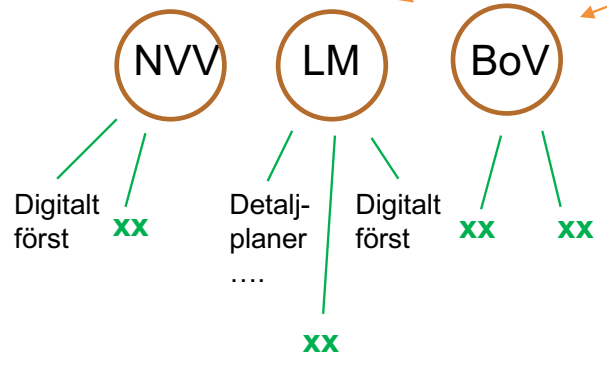 NVV
LM
BoV
Digitalt
först
xx
Detalj-
planer
....
Digitalt
först
xx
xx
xx